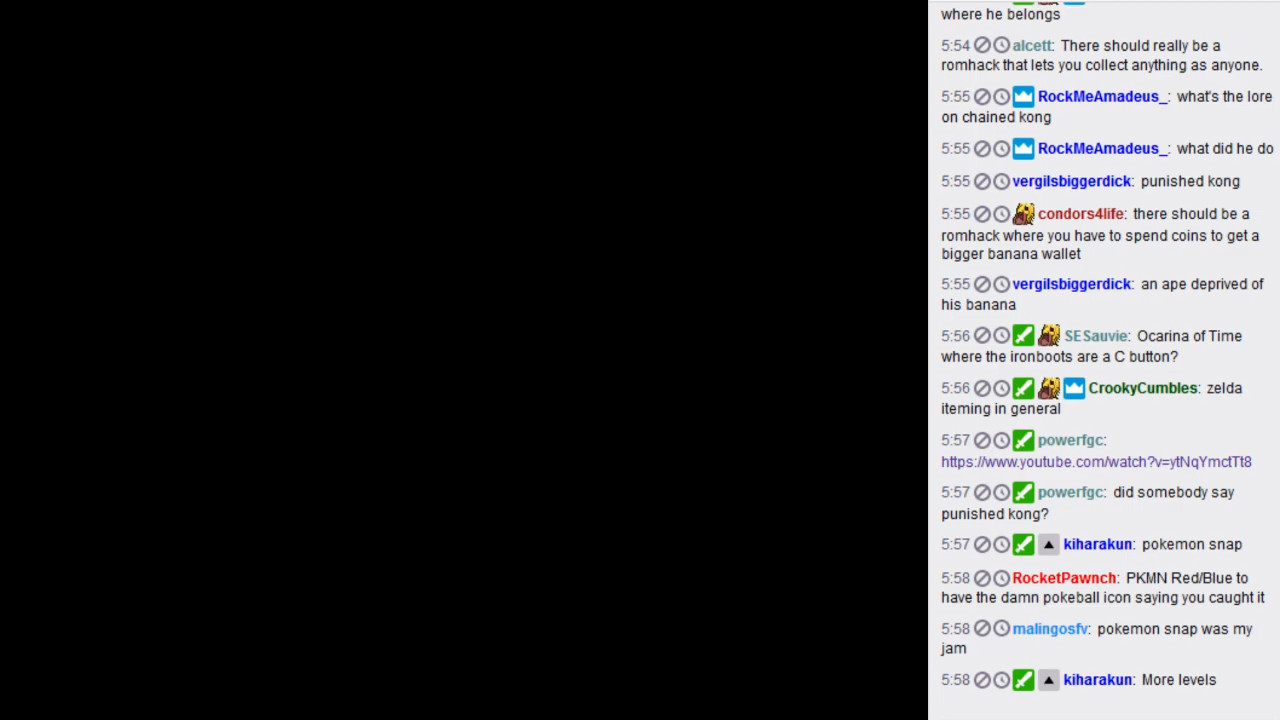 where he belongs
5:54 alcett: There should really be a
romhack that lets you collect anything as anyone.
5:55 RockMeAmadeus_: what's the lore
on chained kong
5:55 RockMeAmadeus_: what did he do
5:55 vergilsbiggerdick: punished kong
5:55 condors4life: there should be a
romhack where you have to spend coins to get a
bigger banana wallet
5:55 vergilsbiggerdick: an ape deprived of
his banana
5:56 SESauvie: Ocarina of Time
where the ironboots are a C button?
5:56 CrookyCumbles: zelda
iteming in general
5:57 powerfgc:
https://www.youtube.com/watch?v=ytNqYmctTt8
5:57 powerfgc: did somebody say
punished kong?
5:57 kiharakun: pokemon snap
5:58 RocketPawnch: PKMN Red/Blue to
have the damn pokeball icon saying you caught it
5:58 malingosfv: pokemon snap was my
jam
5:58 kiharakun: More levels